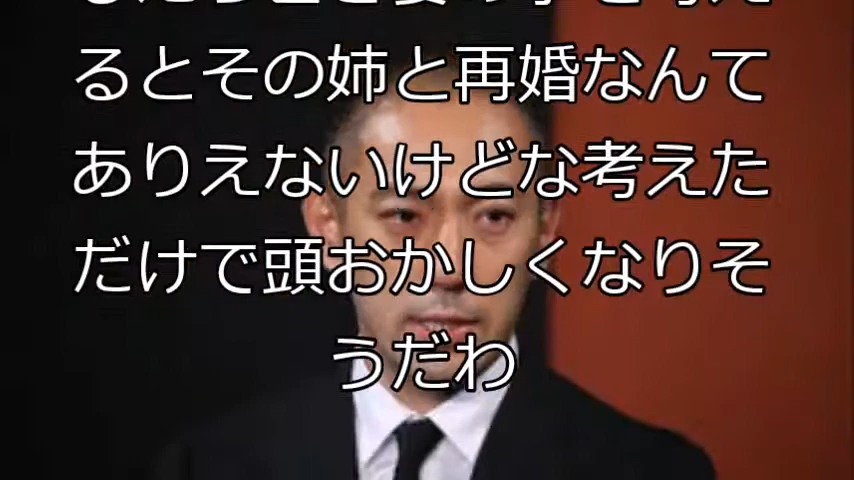 るとその姉と再婚なんて
ありえないけどな考えた
だけで頭おかしくなりそ
うだわ